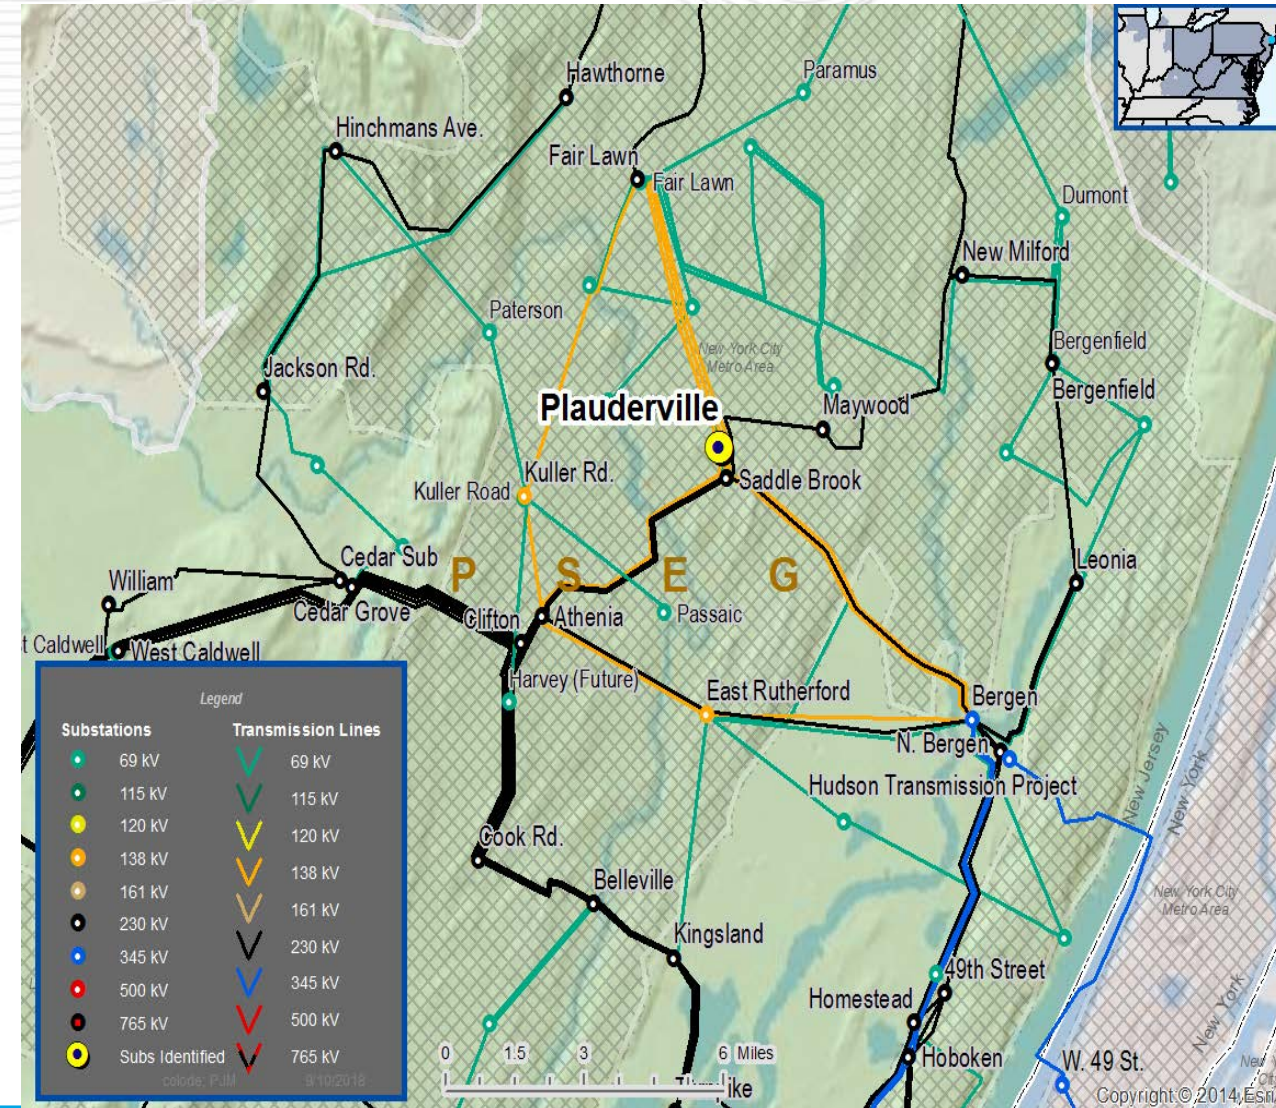 Hawthorne
Paramus
Hinchmans Ave.
Fair Lawn
Fair Lawn
Dumont
New Milford
Paterson
New York City
Metro Area
Bergenfield
Jackson Rd.
Bergenfield
Plauderville
Maywood
Kuller Rd.
Saddle Brook
Kuller Road
Cedar Sub
P S E G
Leonia
William
Cedar Grove
Clifton
Athenia
Passaic
t Caldwell
West Caldwell
Harvey (Future)
East Rutherford
Bergen
N. Bergen
Hudson Transmission Project
New Jersey
New York
Cook Rd.
Belleville
New York City
Metro Area
Kingsland
49th Street
Homestead
New York
Hoboken
W. 49 St.
Legend
Substations Transmission Lines
69 kV 69 kV
115 kV 115 kV
120 kV 120 kV
138 kV 138 kV
161 kV 161 kV
230 kV 230 kV
345 kV 345 kV
500 kV 500 kV
765 kV 765 kV
Subs Identified
9/10/2018
0 1.5 3 6 Miles
Copyright:© 2014 Esri